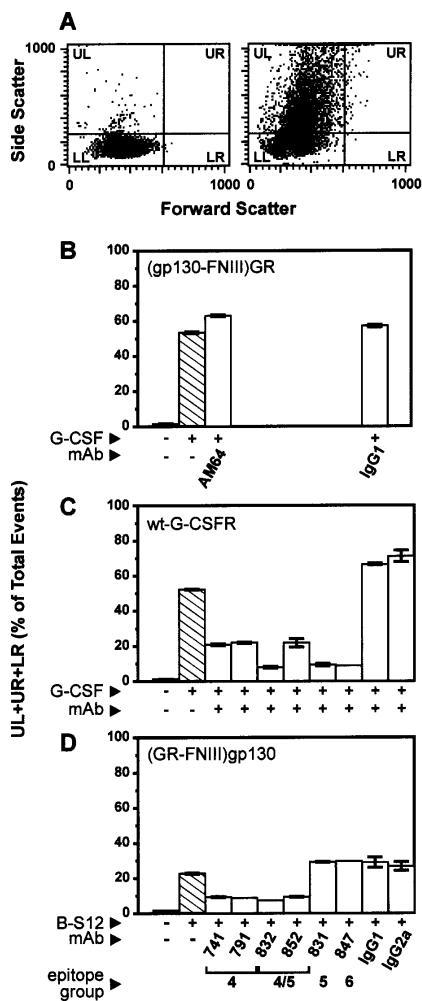 A
1000
UL
UR
UL
UR
Side Scatter
0
LL
LR
LL
LR
0
1000
0
1000
Forward Scatter
B
100
(gp130-FNIII)GR
80
60
40
20
0
G-CSF ▶ - + + +
mAb ▶ - - AM64 IgG1
UL+UR+LR (% of Total Events)
C
100
wt-G-CSFR
80
60
40
20
0
G-CSF ▶ - + + + + + + + + +
mAb ▶ - - + + + + + + + +
D
100
(GR-FNIII)gp130
80
60
40
20
0
B-S12 ▶ - + + + + + + + + +
mAb ▶ - - 741 791 832 852 831 847 IgG1 IgG2a
epitope group ▶ 4 4/5 5 6